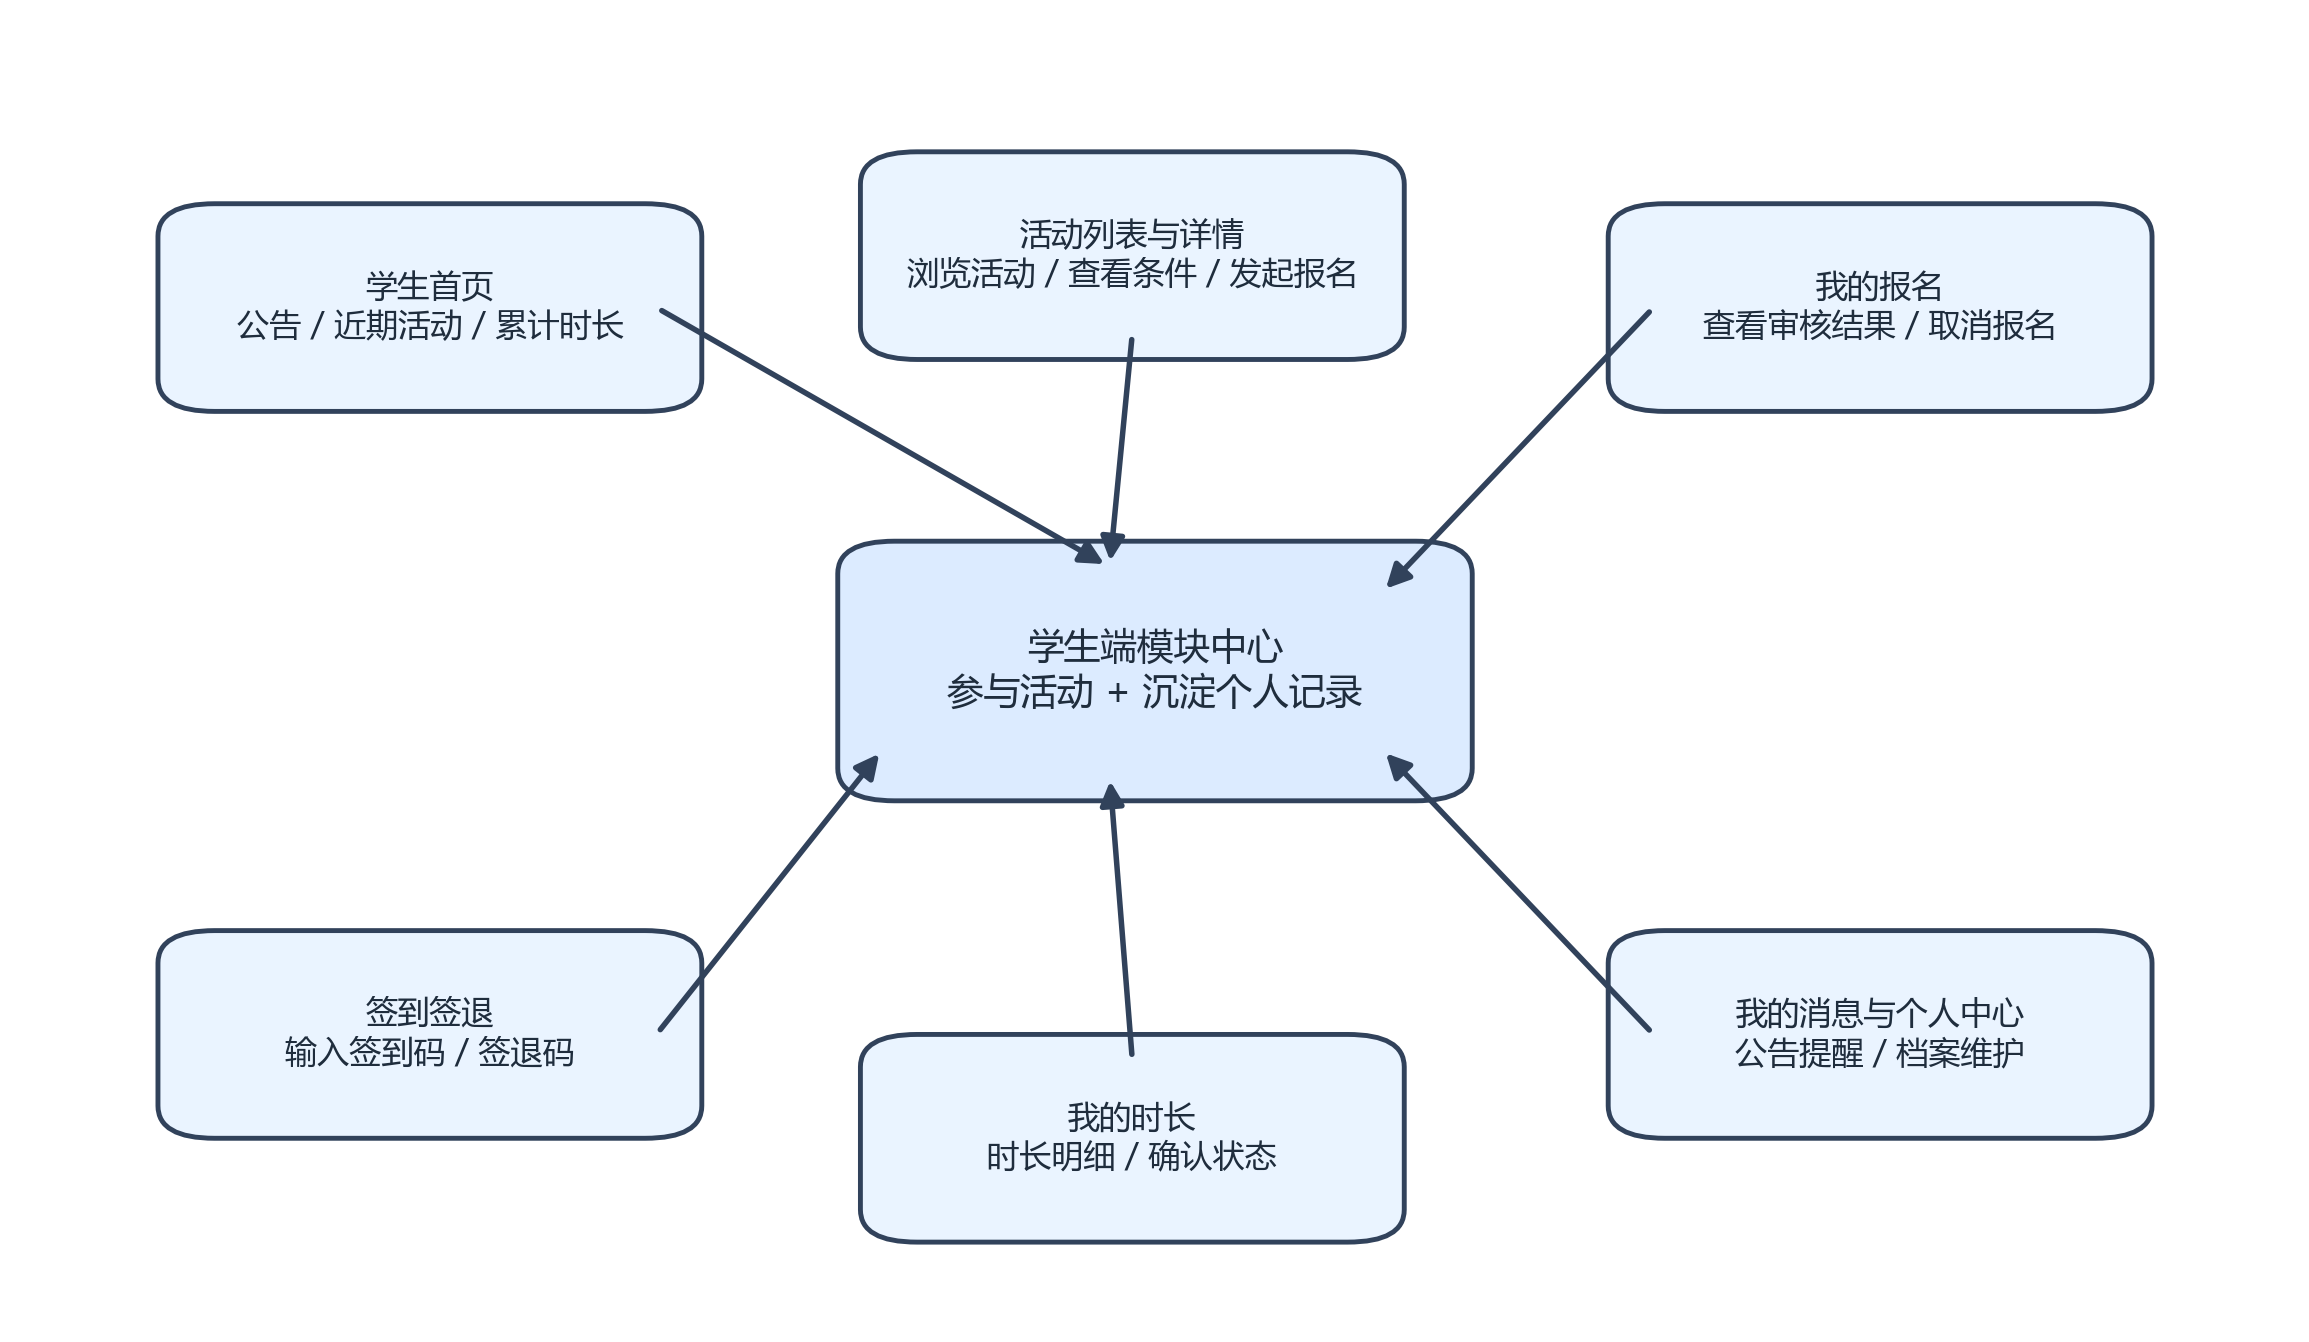 学生首页
公告 / 近期活动 / 累计时长
活动列表与详情
浏览活动 / 查看条件 / 发起报名
我的报名
查看审核结果 / 取消报名
学生端模块中心
参与活动 + 沉淀个人记录
签到签退
输入签到码 / 签退码
我的时长
时长明细 / 确认状态
我的消息与个人中心
公告提醒 / 档案维护